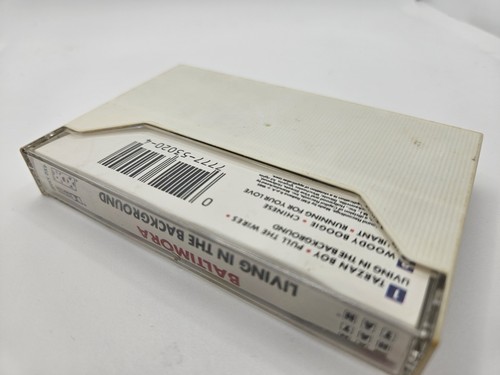 BALTIMORA
LIVING IN THE BACKGROUND
1 TARZAN BOY • PULL THE WIRES •
LIVING IN THE BACKGROUND
WOODY BOOGIE • CHINESE
RUNNING FOR YOUR LOVE
0 7777-53020-4